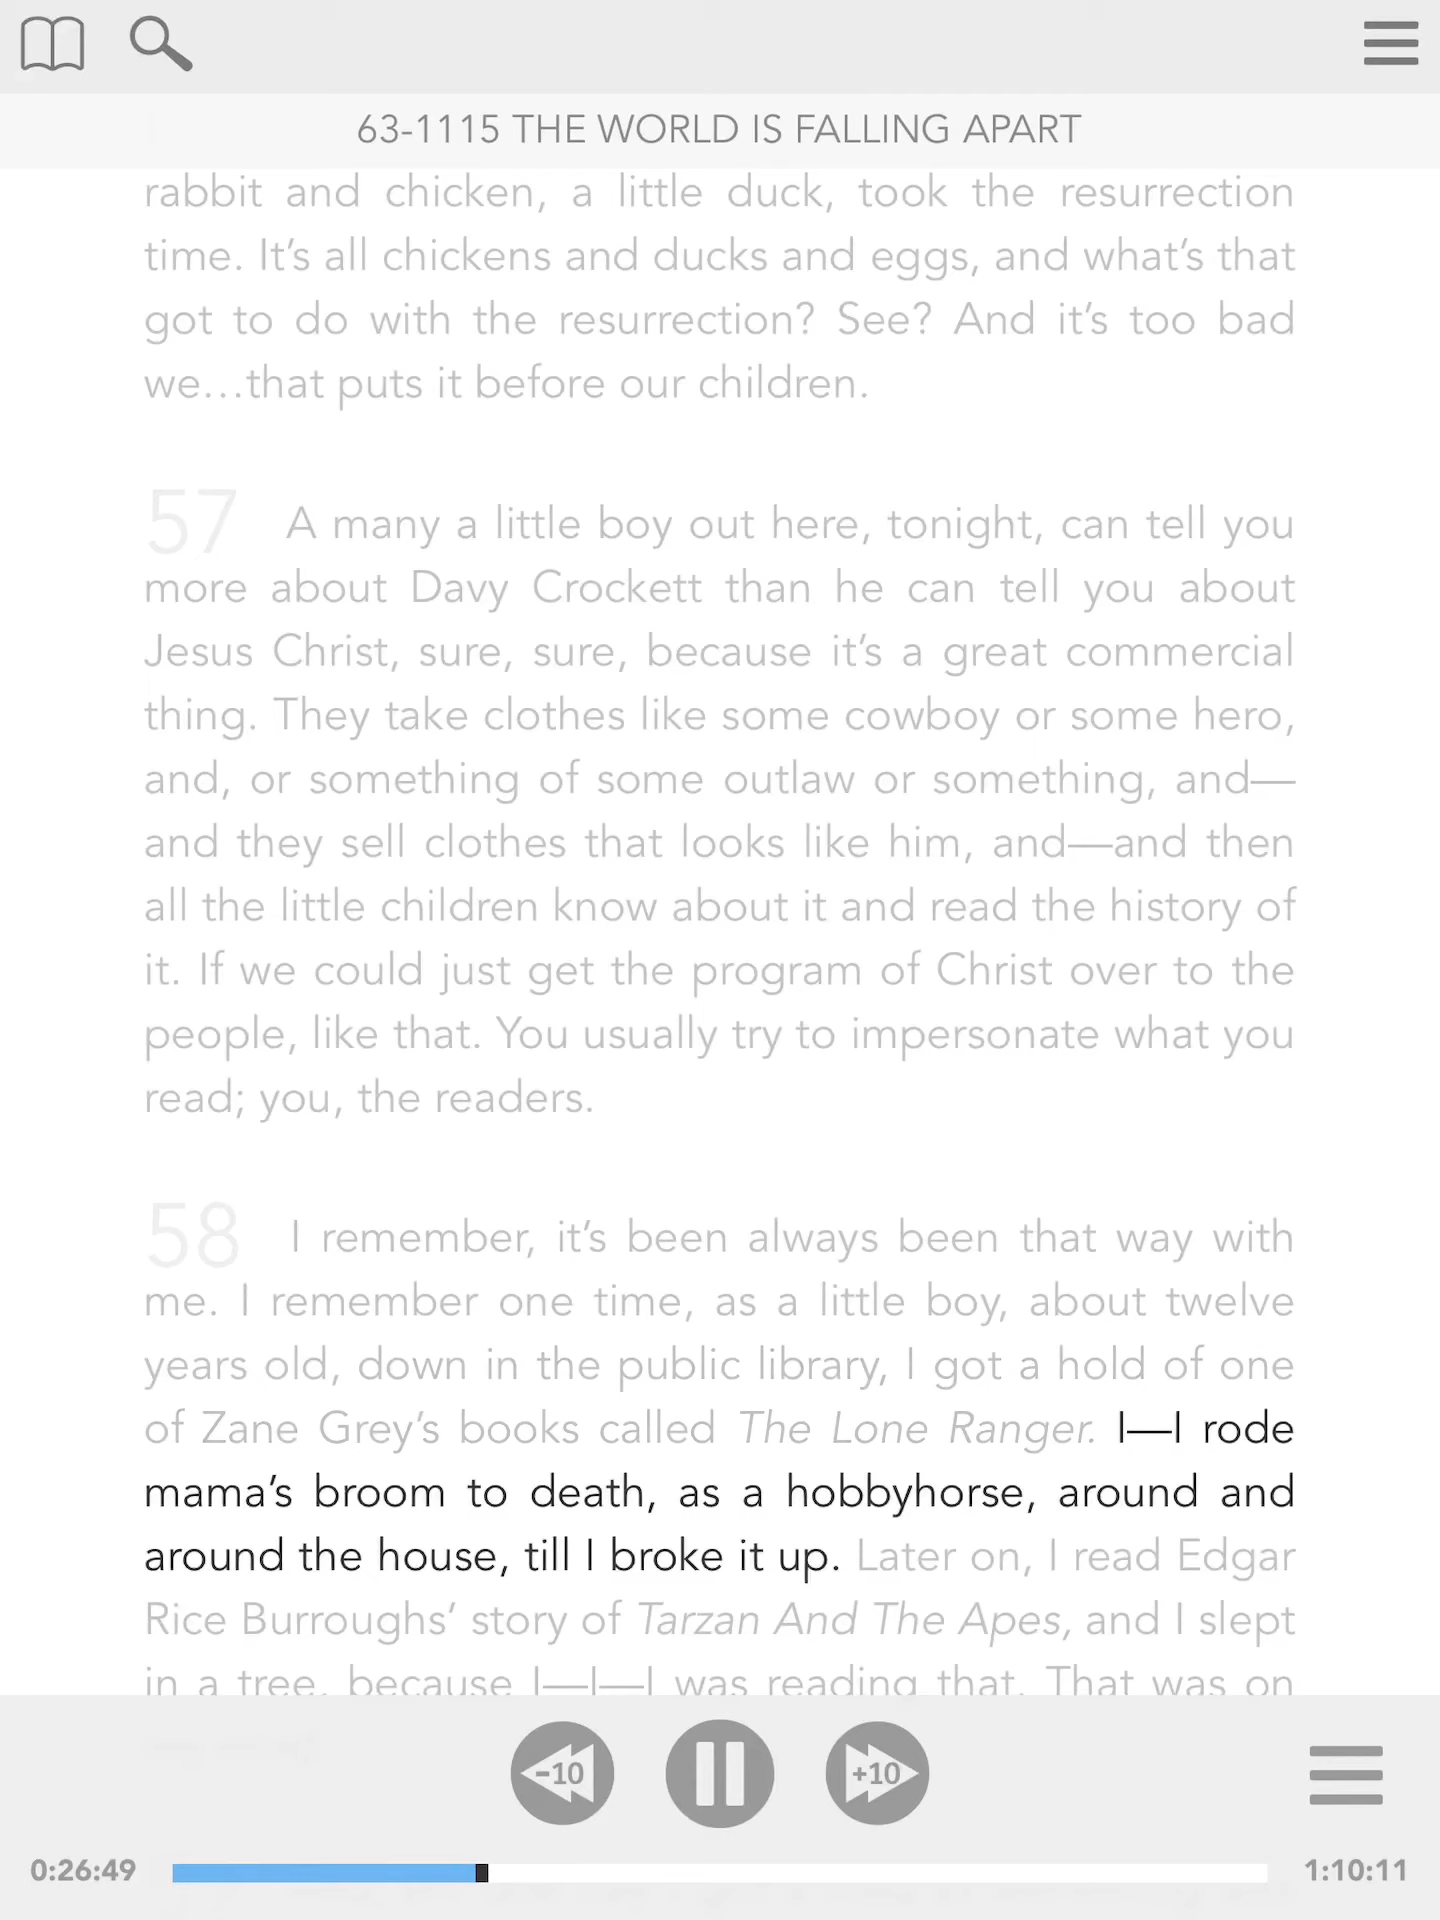 63-1115 THE WORLD IS FALLING APART
rabbit and chicken, a little duck, took the resurrection
time. It’s all chickens and ducks and eggs, and what’s that
got to do with the resurrection? See? And it’s too bad
we…that puts it before our children.
57 A many a little boy out here, tonight, can tell you
more about Davy Crockett than he can tell you about
Jesus Christ, sure, sure, because it’s a great commercial
thing. They take clothes like some cowboy or some hero,
and, or something of some outlaw or something, and—
and they sell clothes that looks like him, and—and then
all the little children know about it and read the history of
it. If we could just get the program of Christ over to the
people, like that. You usually try to impersonate what you
read; you, the readers.
58 I remember, it’s been always been that way with
me. I remember one time, as a little boy, about twelve
years old, down in the public library, I got a hold of one
of Zane Grey’s books called The Lone Ranger. I—I rode
mama’s broom to death, as a hobbyhorse, around and
around the house, till I broke it up. Later on, I read Edgar
Rice Burroughs’ story of Tarzan And The Apes, and I slept
in a tree, because I—I—I was reading that. That was on
-10 +10
0:26:49 1:10:11